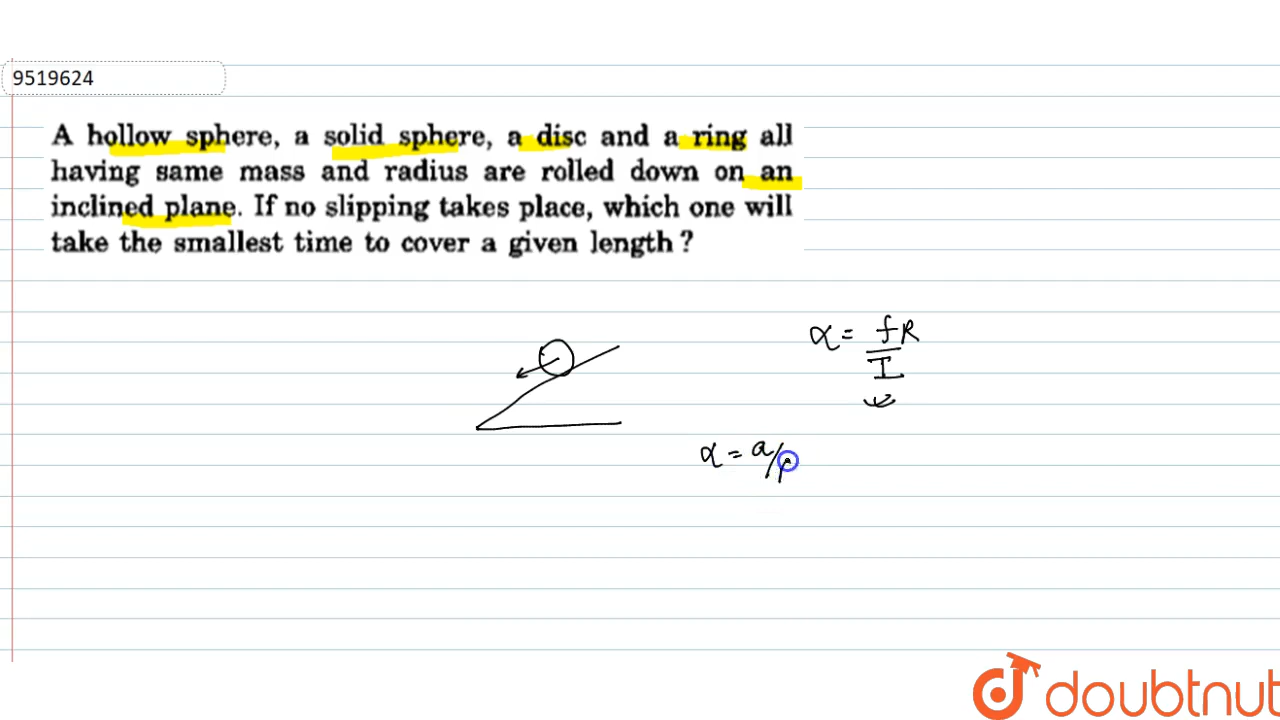 9519624
A hollow sphere, a solid sphere, a disc and a ring all
having same mass and radius are rolled down on an
inclined plane. If no slipping takes place, which one will
take the smallest time to cover a given length ?
α = fR
I
α = a/
doubtnut